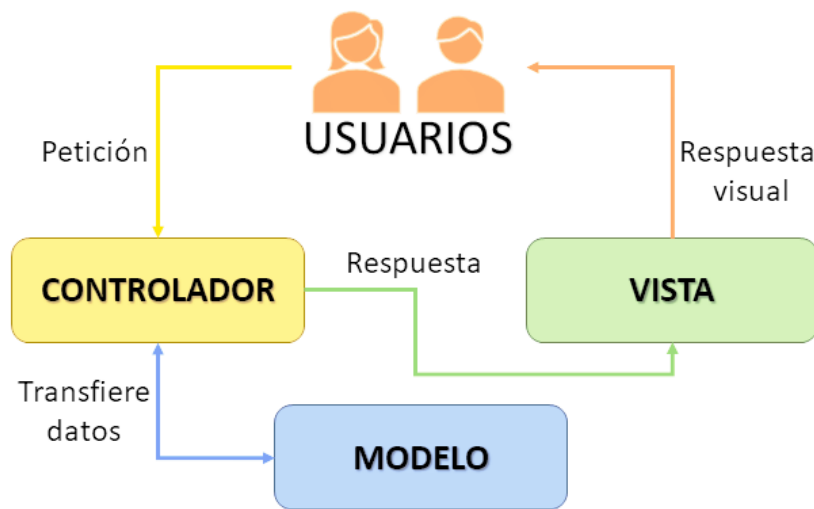 USUARIOS
Petición
Respuesta
visual
CONTROLADOR
Respuesta
VISTA
Transfiere
datos
MODELO